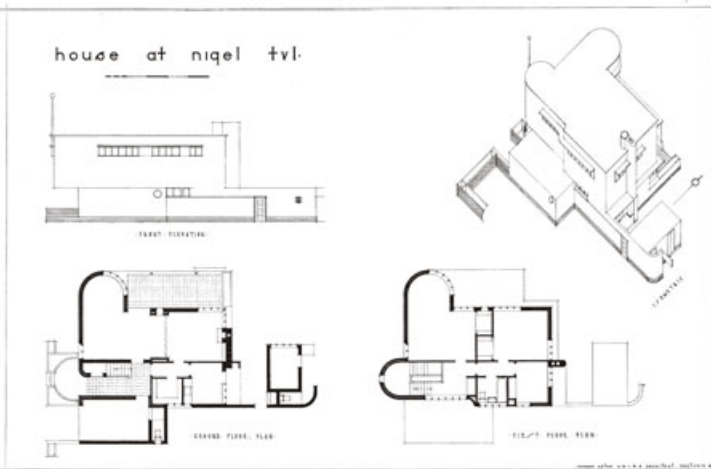 house at nigel tvl.
FRONT ELEVATION
ISOMETRIC
GROUND FLOOR PLAN
FIRST FLOOR PLAN